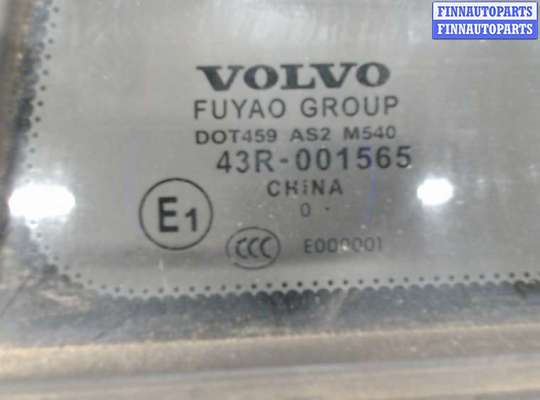 FINNAUTOPARTS
FINNAUTOPARTS
VOLVO
FUYAO GROUP
DOT459 AS2 M540
43R-001565
CHiNA
0 ·
E1
CCC E000001